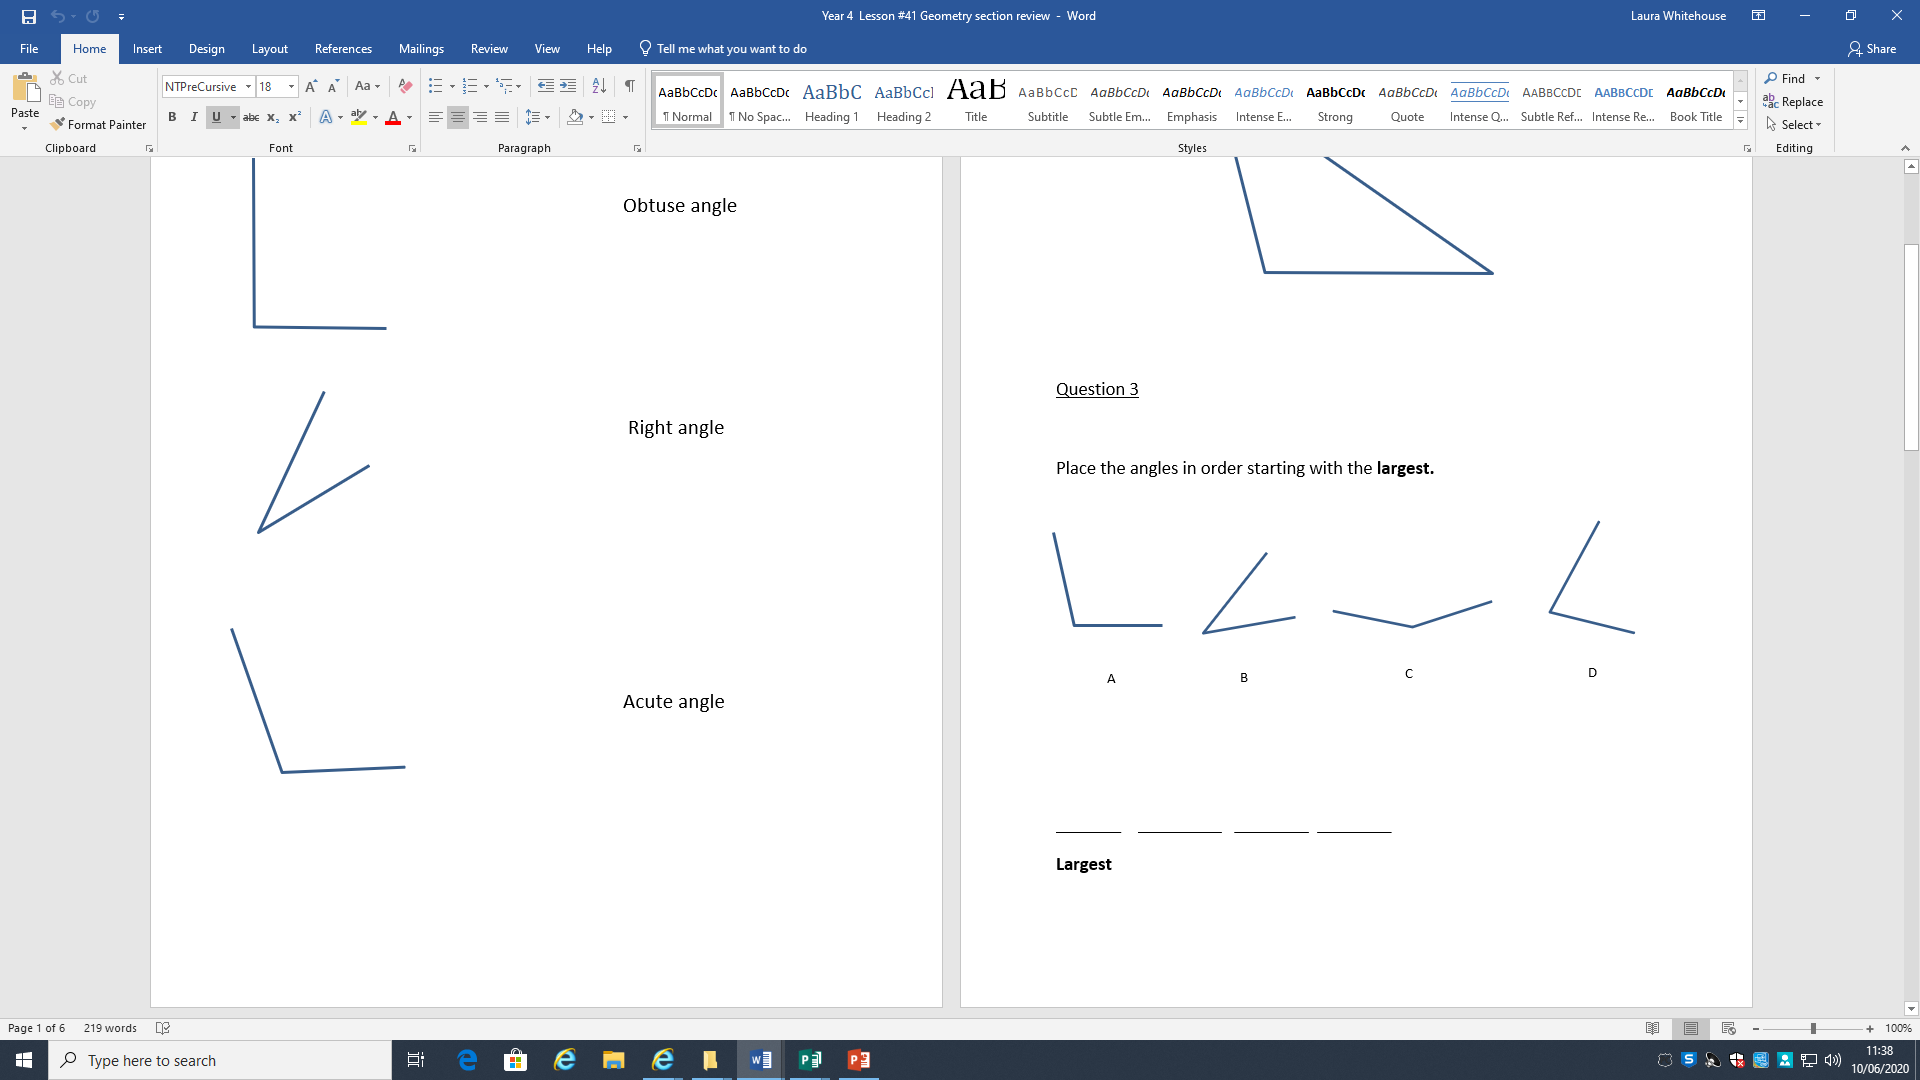 Year 4 Lesson #41 Geometry section review - Word
Laura Whitehouse
File Home Insert Design Layout References Mailings Review View Help Tell me what you want to do
Share
Paste
Cut
Copy
Format Painter
Clipboard
NTPreCursive 18
Font
Paragraph
AaBbCcDc AaBbCcDc AaBbC AaBbCcI AaB AaBbCcD AaBbCcDc AaBbCcDc AaBbCcDc AaBbCcDc AaBbCcDc AaBbCcDc AABBCCDE AABBCCDE AaBbCcDc
¶ Normal ¶ No Spac... Heading 1 Heading 2 Title Subtitle Subtle Em... Emphasis Intense E... Strong Quote Intense Q... Subtle Ref... Intense Re... Book Title
Styles
Find
Replace
Select
Editing
Obtuse angle
Right angle
Acute angle
Question 3
Place the angles in order starting with the largest.
A B C D
Largest
Page 1 of 6 219 words
100%
Type here to search
11:38
10/06/2020